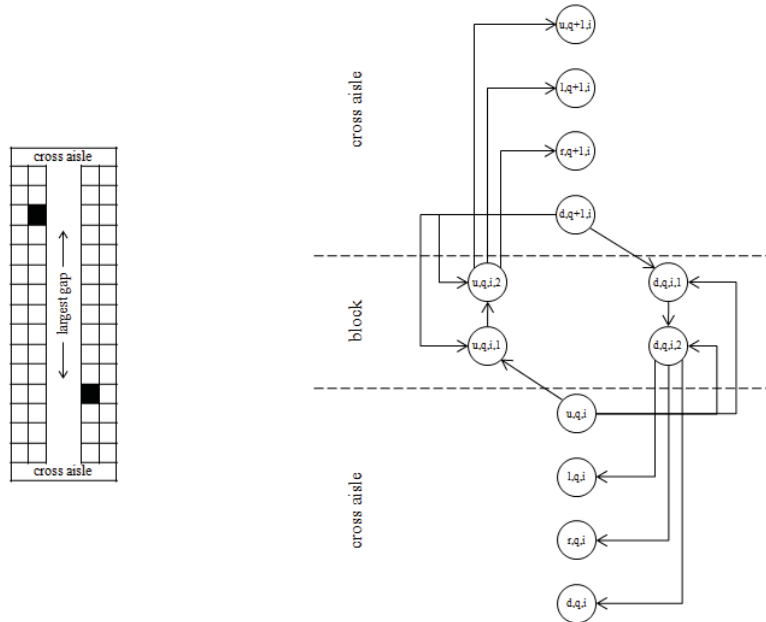 cross aisle
largest gap
cross aisle
cross aisle
block
cross aisle
u,q+1,i
l,q+1,i
r,q+1,i
d,q+1,i
u,q,i,2
d,q,i,1
u,q,i,1
d,q,i,2
u,q,i
l,q,i
r,q,i
d,q,i